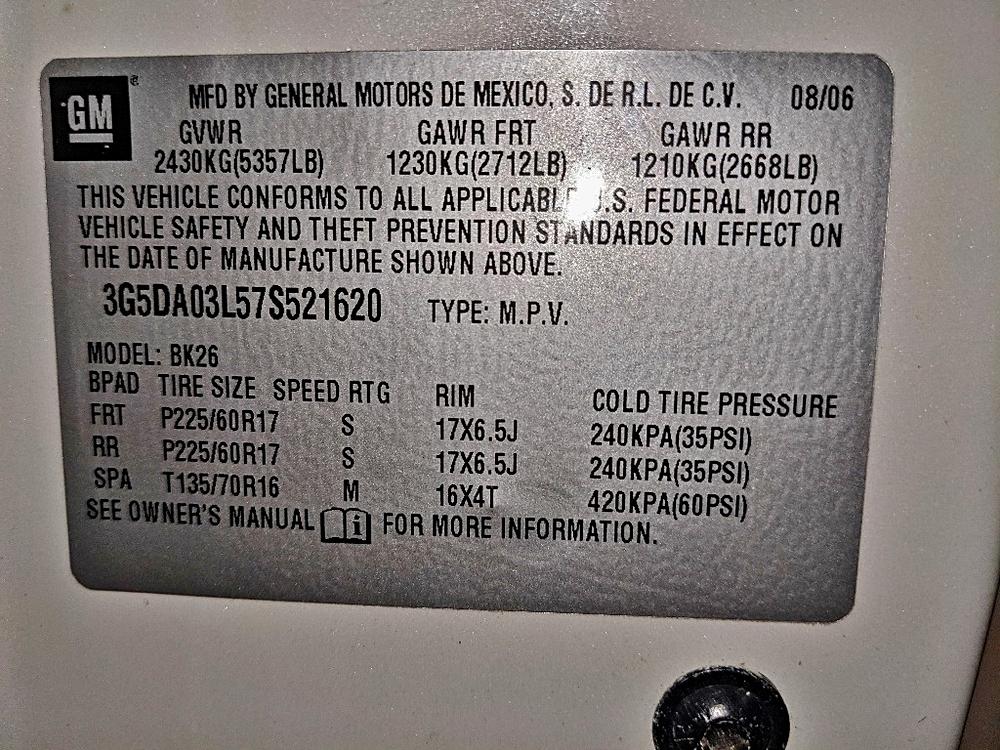 GM ®
MFD BY GENERAL MOTORS DE MEXICO, S. DE R.L. DE C.V. 08/06
GVWR GAWR FRT GAWR RR
2430KG(5357LB) 1230KG(2712LB) 1210KG(2668LB)
THIS VEHICLE CONFORMS TO ALL APPLICABLE U.S. FEDERAL MOTOR
VEHICLE SAFETY AND THEFT PREVENTION STANDARDS IN EFFECT ON
THE DATE OF MANUFACTURE SHOWN ABOVE.
3G5DA03L57S521620 TYPE: M.P.V.
MODEL: BK26
BPAD TIRE SIZE SPEED RTG RIM COLD TIRE PRESSURE
FRT P225/60R17 S 17X6.5J 240KPA(35PSI)
RR P225/60R17 S 17X6.5J 240KPA(35PSI)
SPA T135/70R16 M 16X4T 420KPA(60PSI)
SEE OWNER'S MANUAL i FOR MORE INFORMATION.